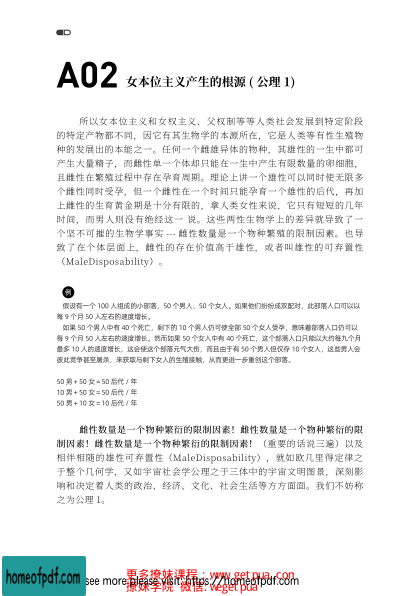 A02 女本位主义产生的根源 ( 公理 1)
所以女本位主义和女权主义、父权制等等人类社会发展到特定阶段
的特定产物都不同，因它有其生物学的本源所在，它是人类等有性生殖物
种的发展出的本能之一。任何一个雌雄异体的物种，其雄性的一生中都可
产生大量精子，而雌性单一个体却只能在一生中产生有限数量的卵细胞，
且雌性在繁殖过程中存在孕育周期。理论上讲一个雄性可以同时使无限多
个雌性同时受孕，但一个雌性在一个时间只能孕育一个雄性的后代，再加
上雌性的生育黄金期是十分有限的，拿人类女性来说，它只有短短的几年
时间，而男人则没有绝经这一 说。这些两性生物学上的差异就导致了一
个坚不可摧的生物学事实 --- 雌性数量是一个物种繁殖的限制因素。也导
致了在个体层面上，雌性的存在价值高于雄性，或者叫雄性的可弃置性
（MaleDisposability）。
例
假设有一个 100 人组成的小部落，50 个男人、50 个女人。如果他们纷纷成双配对，此部落人口可以以
每 9 个月 50 人左右的速度增长。
如果 50 个男人中有 40 个死亡，剩下的 10 个男人仍可使全部 50 个女人受孕，意味着部落人口仍可以
每 9 个月 50 人左右的速度增长。然而如果 50 个女人中有 40 个死亡，这个部落人口只能以大约每九个月
最多 10 人的速度增长，这会使这个部落元气大伤，而且由于有 50 个男人但仅存 10 个女人，这些男人会
彼此竞争甚至屠杀，来获取与剩下女人的生殖接触，从而更进一步重创这个部落。
50 男 + 50 女 = 50 后代 / 年
10 男 + 50 女 = 50 后代 / 年
50 男 + 10 女 = 10 后代 / 年
雌性数量是一个物种繁衍的限制因素！雌性数量是一个物种繁衍的限
制因素！雌性数量是一个物种繁衍的限制因素！（重要的话说三遍）以及
相伴相随的雄性可弃置性（MaleDisposability），就如欧几里得定律之
于整个几何学，又如宇宙社会学公理之于三体中的宇宙文明图景，深刻影
响和决定着人类的政治、经济、文化、社会生活等方方面面。我们不妨称
之为公理 1。
更多撩妹课程：www.getpua.con
homeofpdf.com see more please visit: https://homeofpdf.com
撩妹学院 微信: wegetpua